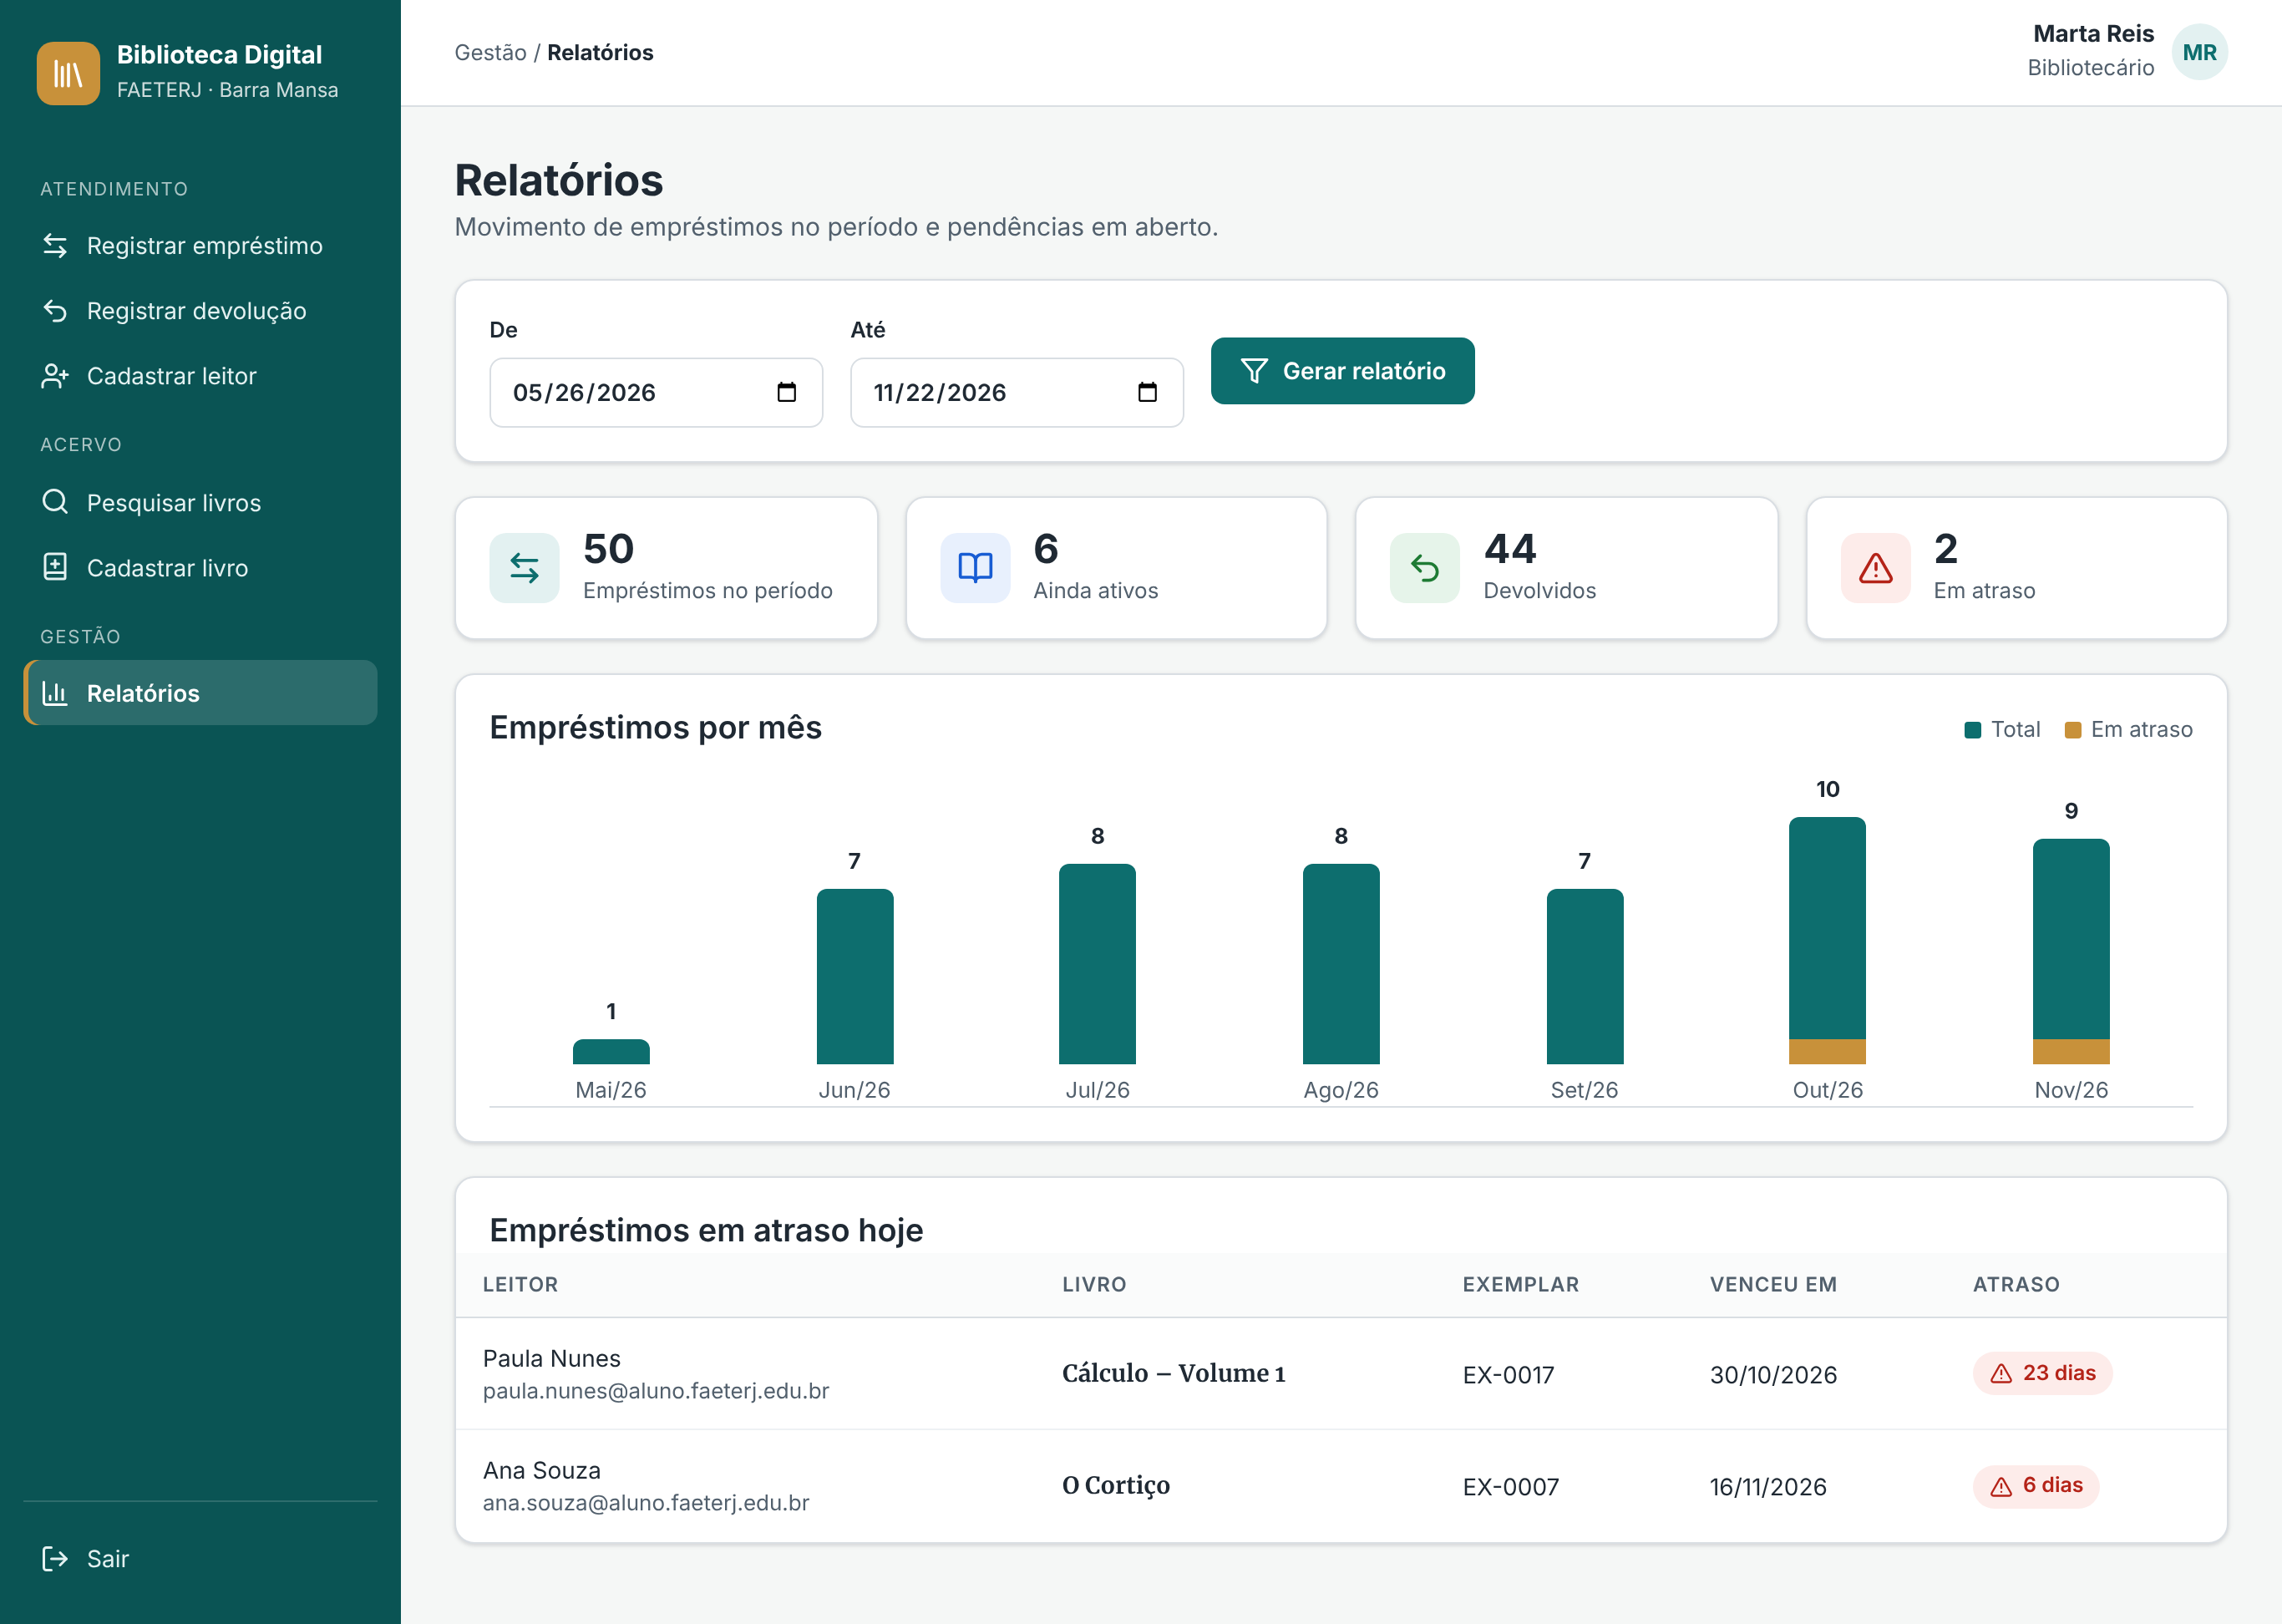 Biblioteca Digital
FAETERJ · Barra Mansa
ATENDIMENTO
Registrar empréstimo
Registrar devolução
Cadastrar leitor
ACERVO
Pesquisar livros
Cadastrar livro
GESTÃO
Relatórios
Sair
Gestão / Relatórios
Marta Reis
Bibliotecário
MR
Relatórios
Movimento de empréstimos no período e pendências em aberto.
De
05/26/2026
Até
11/22/2026
Gerar relatório
50
Empréstimos no período
6
Ainda ativos
44
Devolvidos
2
Em atraso
Empréstimos por mês
Total Em atraso
1 7 8 8 7 10 9
Mai/26 Jun/26 Jul/26 Ago/26 Set/26 Out/26 Nov/26
Empréstimos em atraso hoje
LEITOR LIVRO EXEMPLAR VENCEU EM ATRASO
Paula Nunes
paula.nunes@aluno.faeterj.edu.br
Cálculo – Volume 1 EX-0017 30/10/2026 23 dias
Ana Souza
ana.souza@aluno.faeterj.edu.br
O Cortiço EX-0007 16/11/2026 6 dias